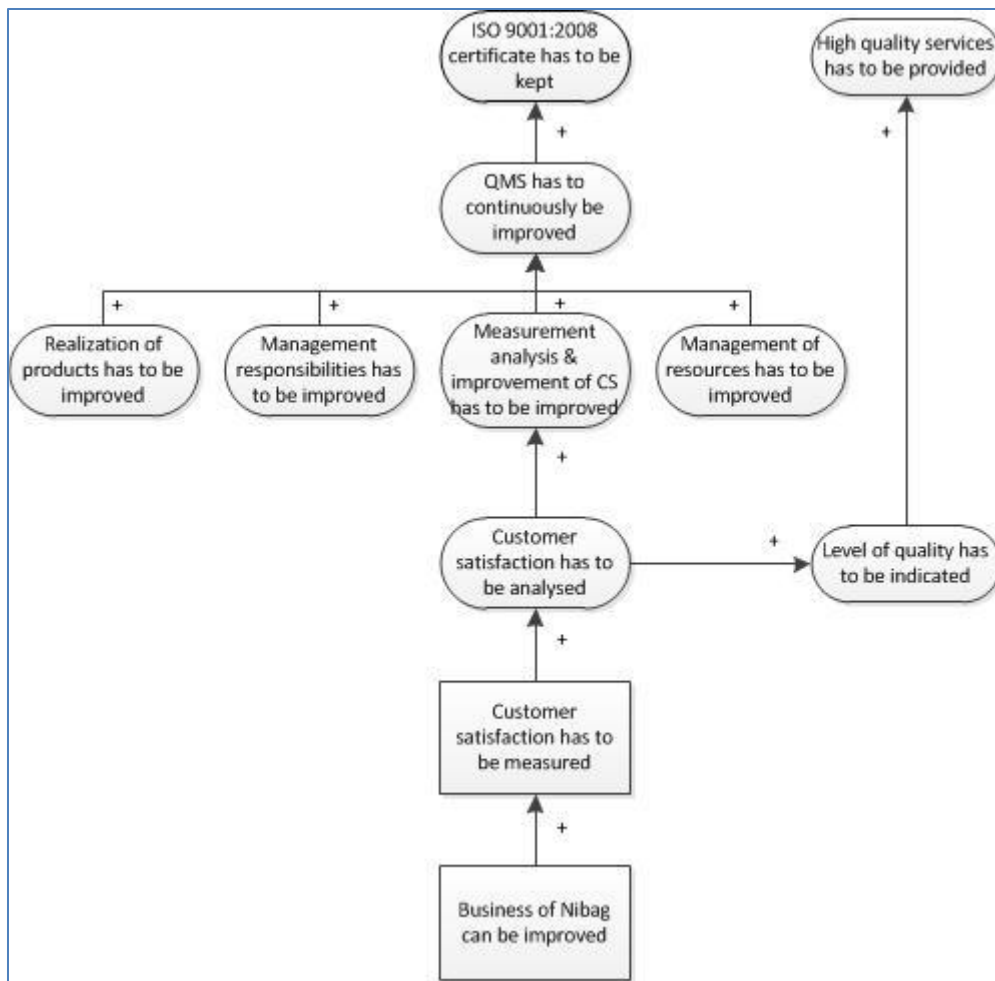 ISO 9001:2008
certificate has to be
kept
High quality services
has to be provided
+
+
QMS has to
continuously be
improved
+
+
+
+
Realization of
products has to be
improved
Management
responsibilities has
to be improved
Measurement
analysis &
improvement of CS
has to be improved
Management of
resources has to be
improved
+
Customer
satisfaction has to
be analysed
+
Level of quality has
to be indicated
+
Customer
satisfaction has to
be measured
+
Business of Nibag
can be improved